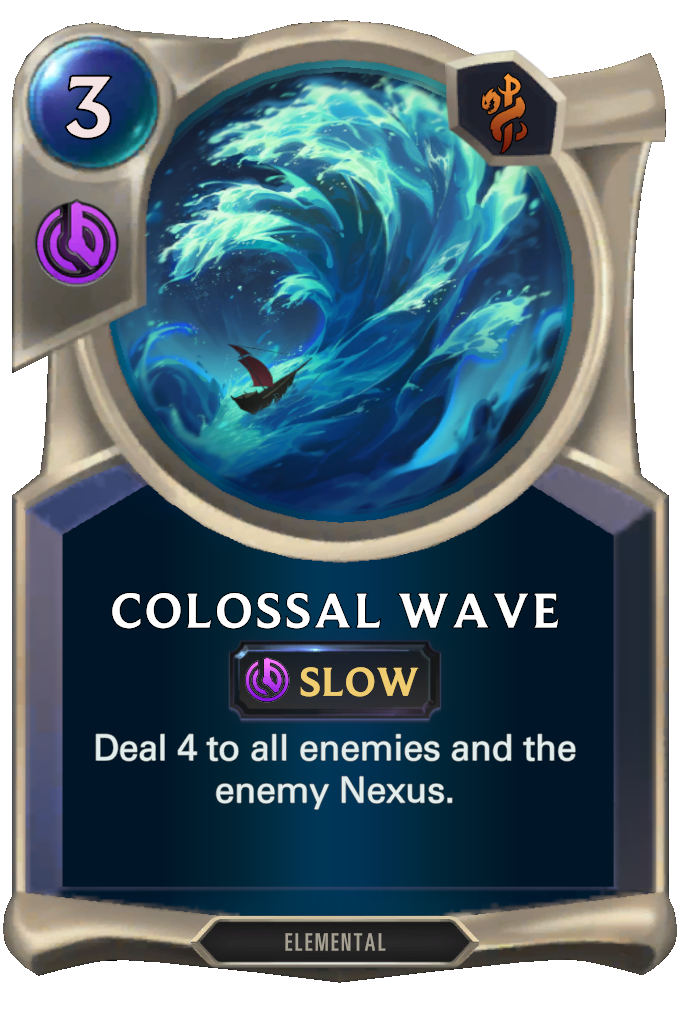 3
COLOSSAL WAVE
SLOW
Deal 4 to all enemies and the
enemy Nexus.
ELEMENTAL